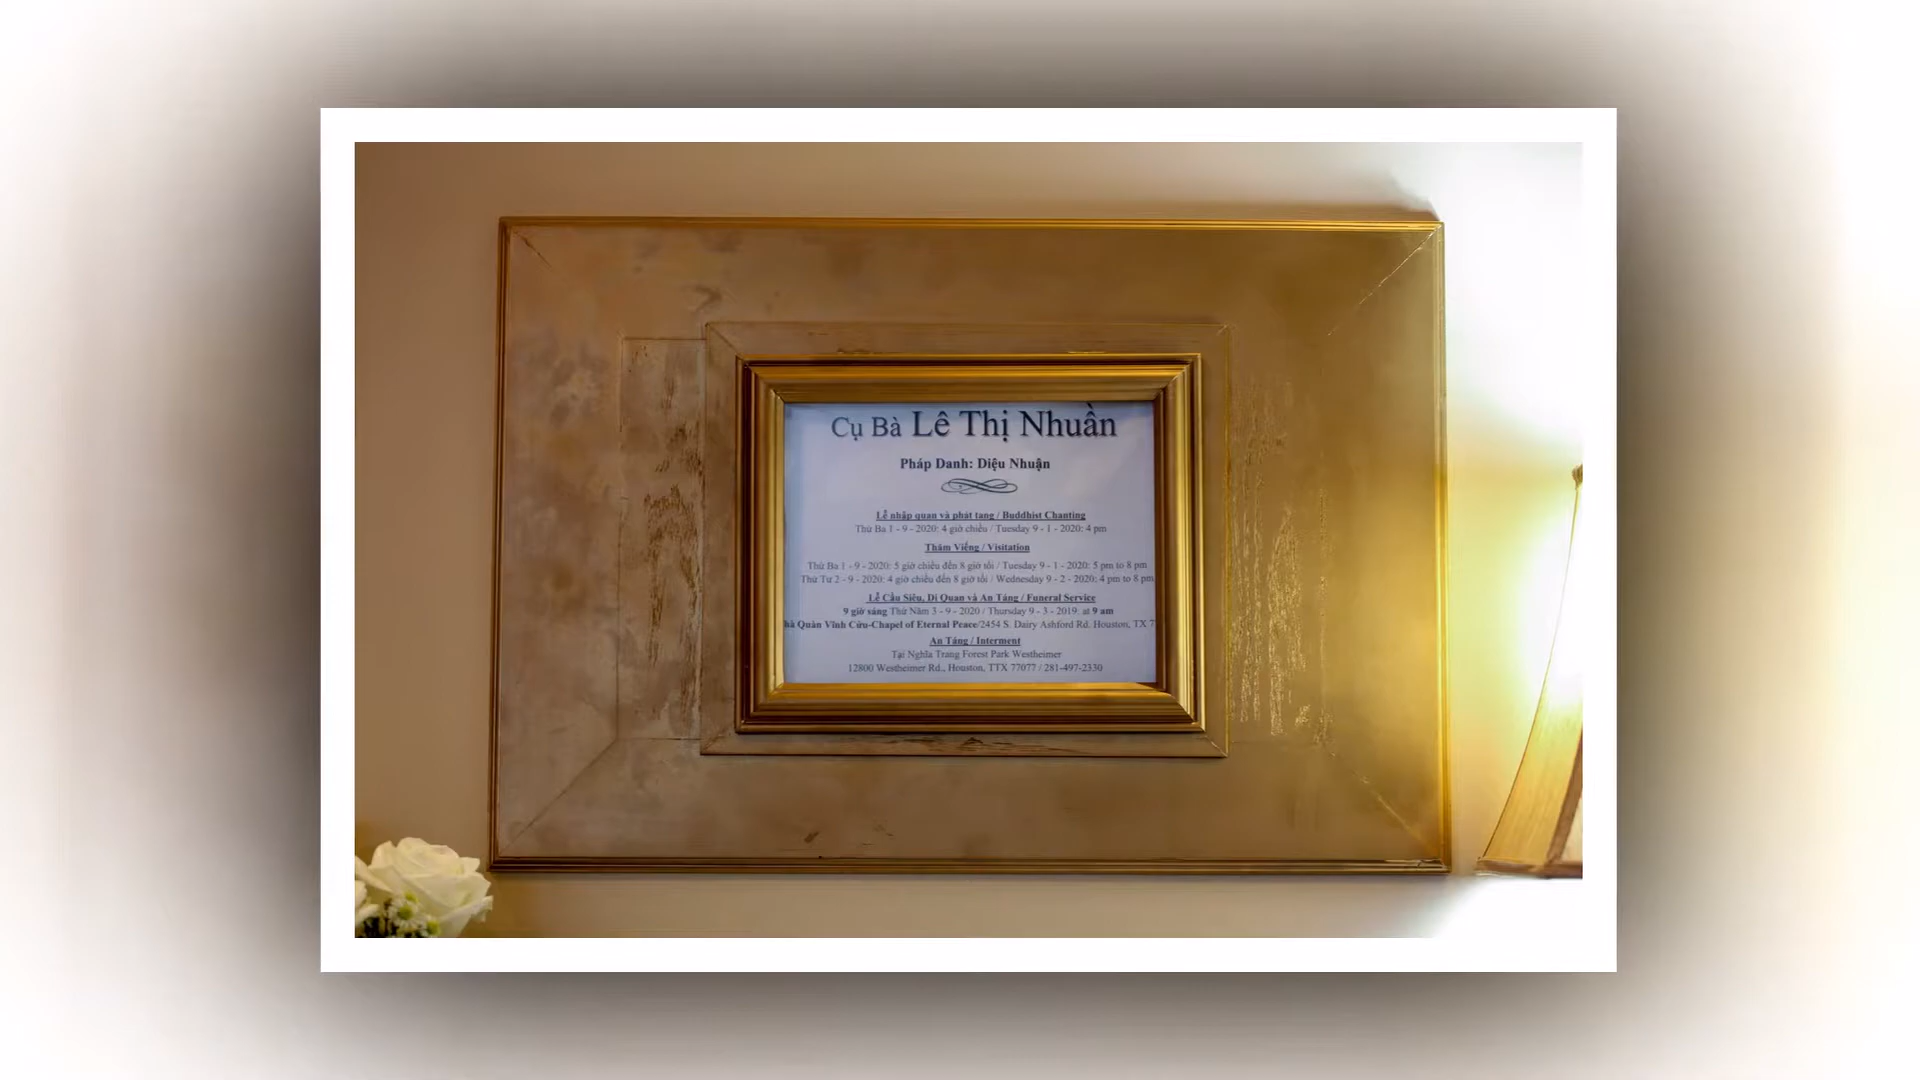 Cụ Bà Lê Thị Nhuần
Pháp Danh: Diệu Nhuận
Lễ nhập quan và phát tang / Buddhist Chanting
Thứ Ba 1 - 9 - 2020: 4 giờ chiều / Tuesday 9 - 1 - 2020: 4 pm
Thăm Viếng / Visitation
Thứ Ba 1 - 9 - 2020: 5 giờ chiều đến 8 giờ tối / Tuesday 9 - 1 - 2020: 5 pm to 8 pm
Thứ Tư 2 - 9 - 2020: 4 giờ chiều đến 8 giờ tối / Wednesday 9 - 2 - 2020: 4 pm to 8 pm
Lễ Cầu Siêu, Di Quan và An Táng / Funeral Service
9 giờ sáng Thứ Năm 3 - 9 - 2020 / Thursday 9 - 3 - 2019: at 9 am
hà Quàn Vĩnh Cửu-Chapel of Eternal Peace/2454 S. Dairy Ashford Rd. Houston, TX 7
An Táng / Interment
Tại Nghĩa Trang Forest Park Westheimer
12800 Westheimer Rd., Houston, TTX 77077 / 281-497-2330